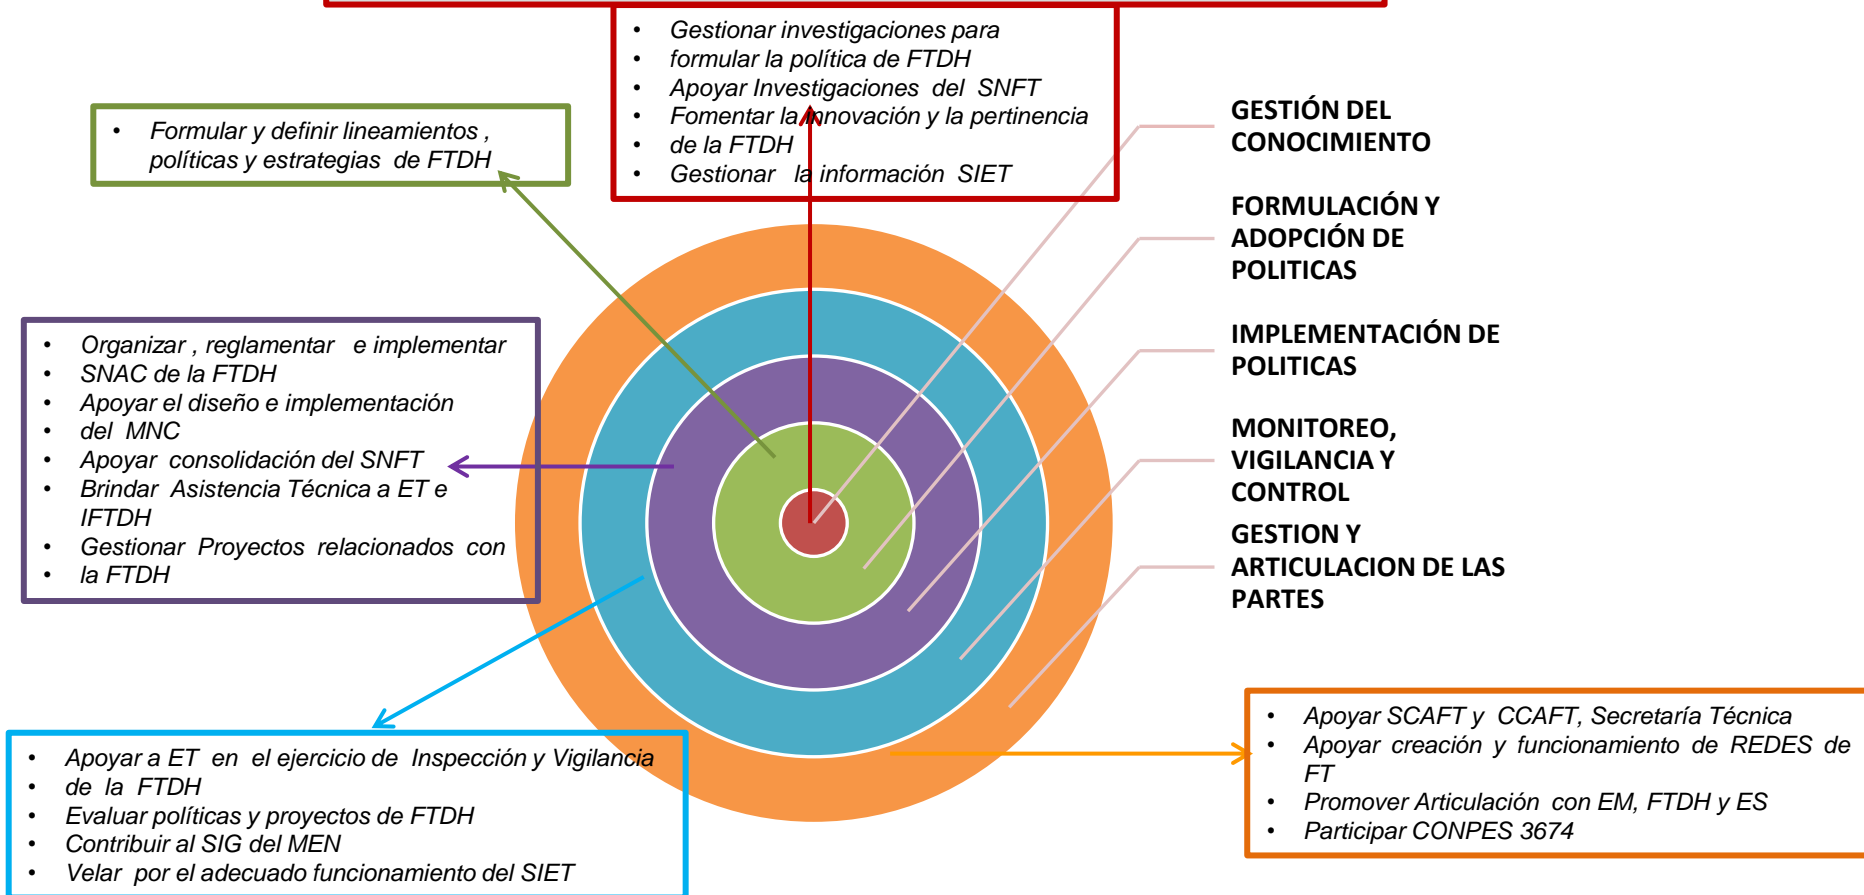 • Gestionar investigaciones para
• formular la política de FTDH
• Apoyar Investigaciones del SNFT
• Fomentar la innovación y la pertinencia
• de la FTDH
• Gestionar la información SIET
• Formular y definir lineamientos ,
políticas y estrategias de FTDH
• Organizar , reglamentar e implementar
• SNAC de la FTDH
• Apoyar el diseño e implementación
• del MNC
• Apoyar consolidación del SNFT
• Brindar Asistencia Técnica a ET e
IFTDH
• Gestionar Proyectos relacionados con
• la FTDH
• Apoyar a ET en el ejercicio de Inspección y Vigilancia
• de la FTDH
• Evaluar políticas y proyectos de FTDH
• Contribuir al SIG del MEN
• Velar por el adecuado funcionamiento del SIET
GESTIÓN DEL
CONOCIMIENTO
FORMULACIÓN Y
ADOPCIÓN DE
POLITICAS
IMPLEMENTACIÓN DE
POLITICAS
MONITOREO,
VIGILANCIA Y
CONTROL
GESTION Y
ARTICULACION DE LAS
PARTES
• Apoyar SCAFT y CCAFT, Secretaría Técnica
• Apoyar creación y funcionamiento de REDES de
FT
• Promover Articulación con EM, FTDH y ES
• Participar CONPES 3674